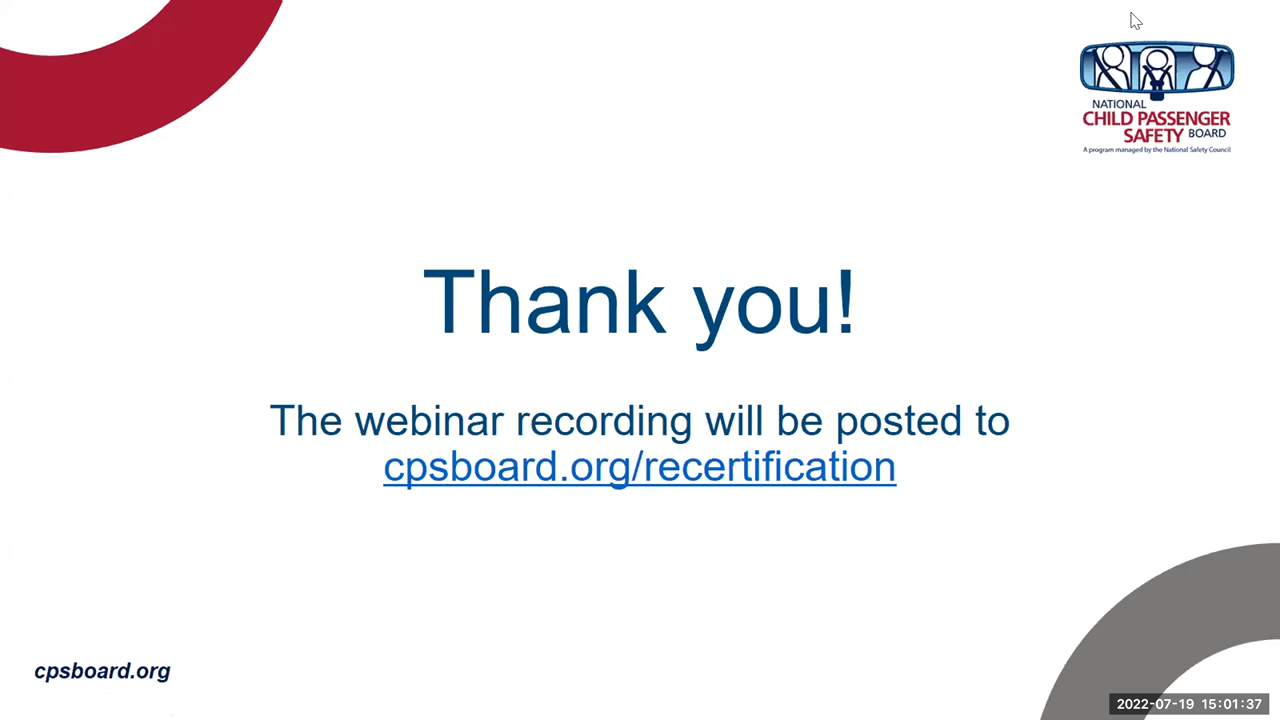 NATIONAL
CHILD PASSENGER
SAFETY BOARD
A program managed by the National Safety Council
Thank you!
The webinar recording will be posted to
cpsboard.org/recertification
cpsboard.org
2022-07-19 15:01:37